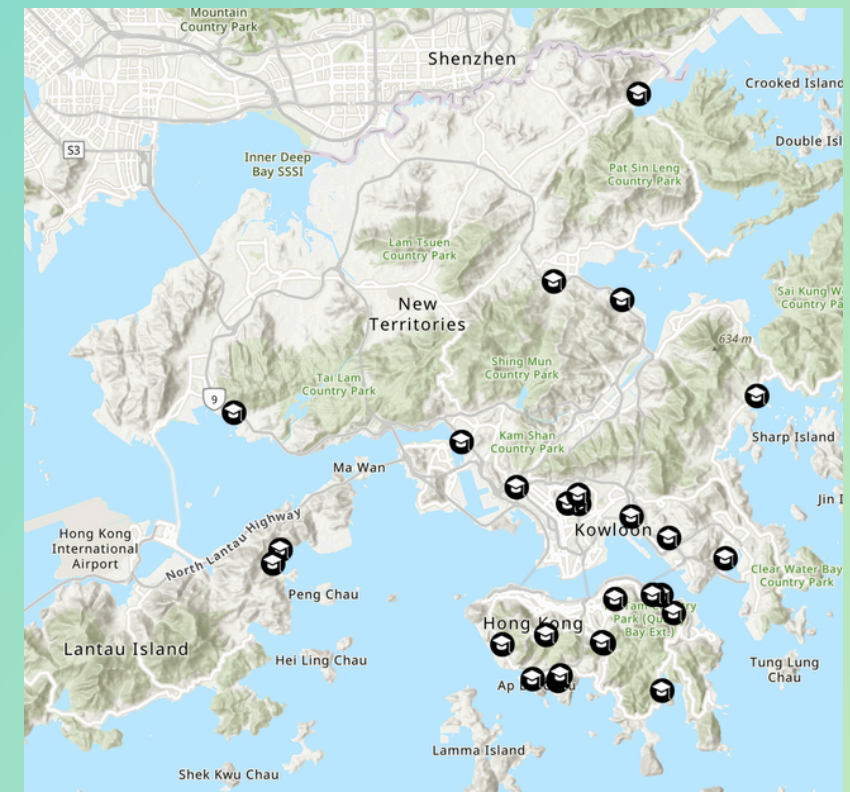 Mountain
Country Park
Shenzhen
Crooked Island
S3
Double Isl
Inner Deep
Bay SSSI
Pat Sin Leng
Country Park
Lam Tsuen
Country Park
Sai Kung W
Country Pa
New
Territories
634 m
Shing Mun
Country Park
Tai Lam
Country Park
9
Kam Shan
Country Park
Sharp Island
Ma Wan
Jin I
North Lantau Highway
Hong Kong
International
Airport
Kowloon
Clear Water Bay
Country Park
Peng Chau
Hong Kong
Park (Qu
Bay Ext.)
Lantau Island
Hei Ling Chau
Tung Lung
Chau
Ap
Lamma Island
Shek Kwu Chau